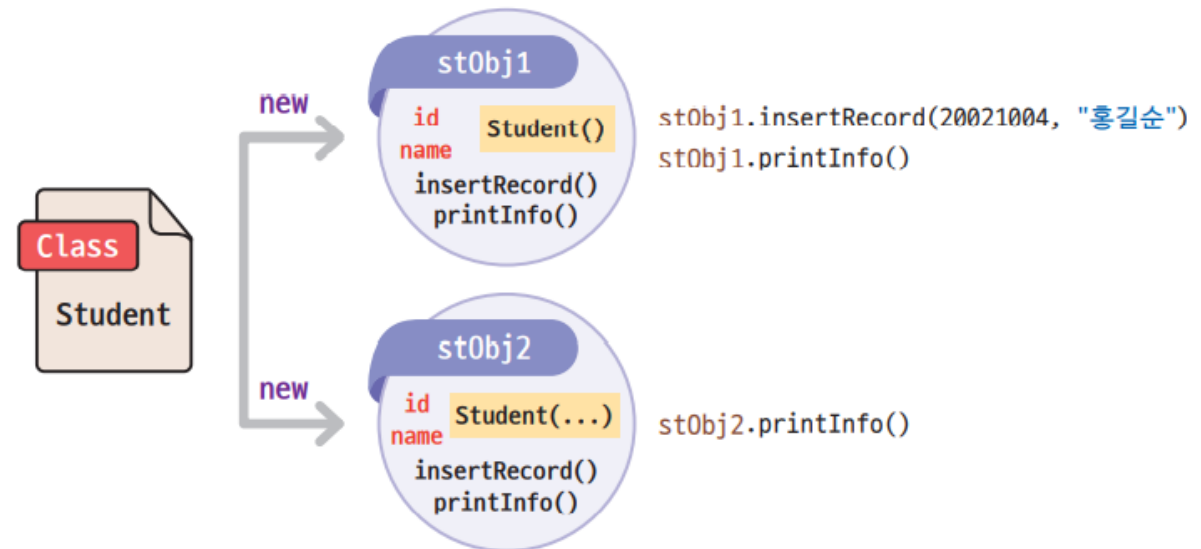 Class
Student
new
stObj1
id
name
Student()
insertRecord()
printInfo()
stObj1.insertRecord(20021004, "홍길순")
stObj1.printInfo()
new
stObj2
id
name
Student(...)
insertRecord()
printInfo()
stObj2.printInfo()